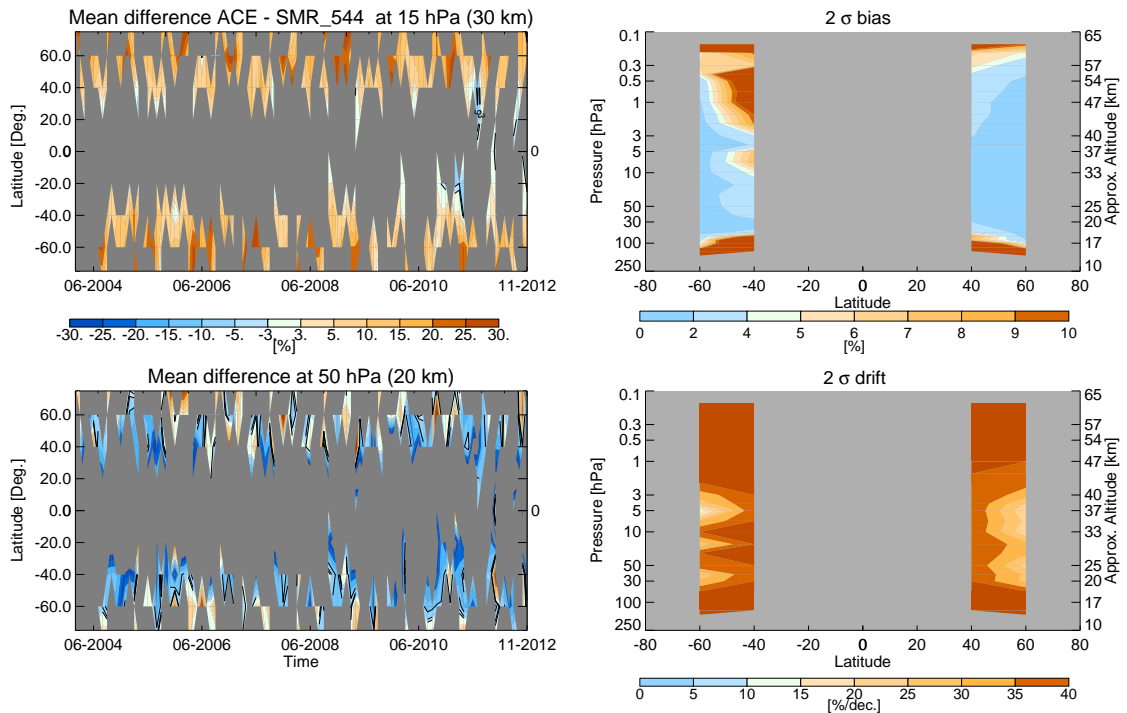 Mean difference ACE - SMR_544 at 15 hPa (30 km)
Latitude [Deg.]
60.0
40.0
20.0
0.0
-20.0
-40.0
-60.0
0
06-2004 06-2006 06-2008 06-2010 11-2012
-30. -25. -20. -15. -10. -5. -3. 3. 5. 10. 15. 20. 25. 30.
[%]
2 σ bias
Pressure [hPa]
0.1
0.3
0.5
1
3
5
10
50
30
100
250
65
57
54
47
40
37
33
24
20
17
10
Approx. Altitude [km]
-80 -60 -40 -20 0 20 40 60 80
Latitude
0 2 4 5 6 7 8 9 10
[%]
Mean difference at 50 hPa (20 km)
Latitude [Deg.]
60.0
40.0
20.0
0.0
-20.0
-40.0
-60.0
0
06-2004 06-2006 06-2008 06-2010 11-2012
Time
2 σ drift
Pressure [hPa]
0.1
0.3
0.5
1
3
5
10
50
30
100
250
65
57
54
47
40
37
33
24
20
17
10
Approx. Altitude [km]
-80 -60 -40 -20 0 20 40 60 80
Latitude
0 5 10 15 20 25 30 35 40
[%/dec.]